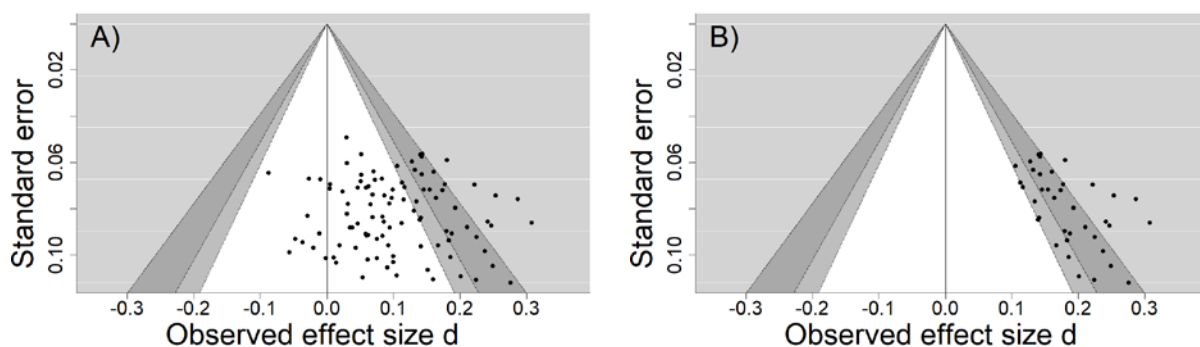 A)
Standard error
0.02
0.06
0.10
-0.3 -0.2 -0.1 0.0 0.1 0.2 0.3
Observed effect size d
B)
Standard error
0.02
0.06
0.10
-0.3 -0.2 -0.1 0.0 0.1 0.2 0.3
Observed effect size d